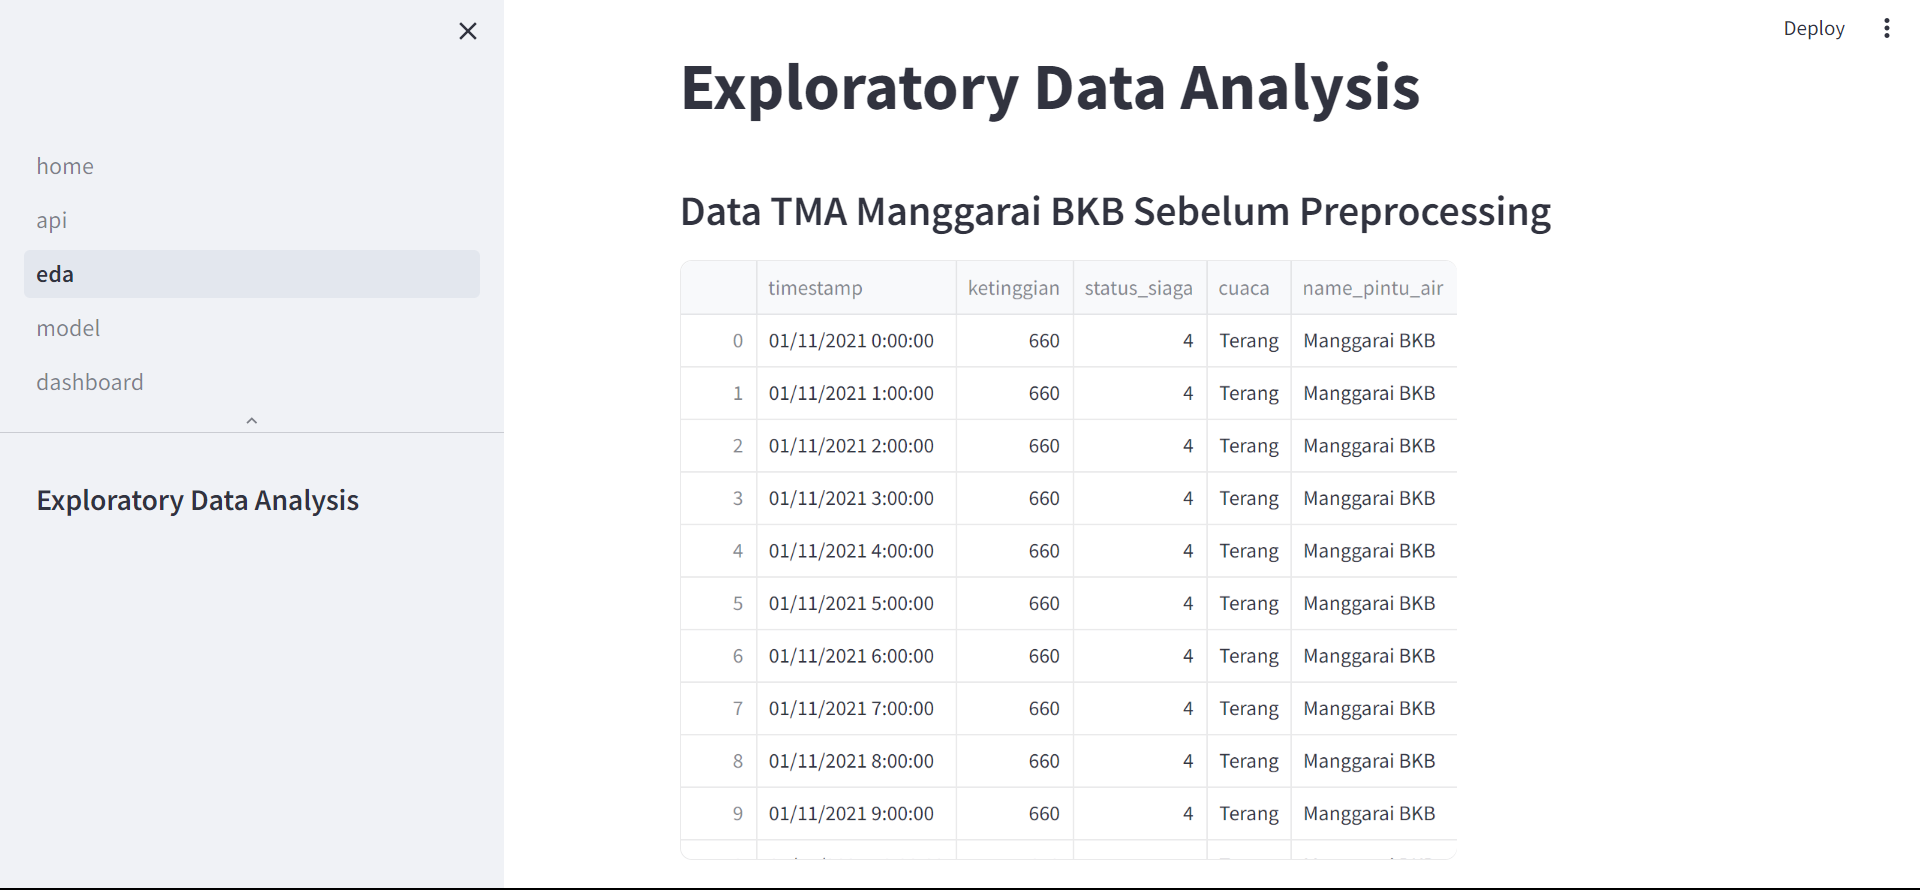 Deploy
home
api
eda
model
dashboard
Exploratory Data Analysis
Exploratory Data Analysis
Data TMA Manggarai BKB Sebelum Preprocessing
timestamp ketinggian status_siaga cuaca name_pintu_air
0 01/11/2021 0:00:00 660 4 Terang Manggarai BKB
1 01/11/2021 1:00:00 660 4 Terang Manggarai BKB
2 01/11/2021 2:00:00 660 4 Terang Manggarai BKB
3 01/11/2021 3:00:00 660 4 Terang Manggarai BKB
4 01/11/2021 4:00:00 660 4 Terang Manggarai BKB
5 01/11/2021 5:00:00 660 4 Terang Manggarai BKB
6 01/11/2021 6:00:00 660 4 Terang Manggarai BKB
7 01/11/2021 7:00:00 660 4 Terang Manggarai BKB
8 01/11/2021 8:00:00 660 4 Terang Manggarai BKB
9 01/11/2021 9:00:00 660 4 Terang Manggarai BKB